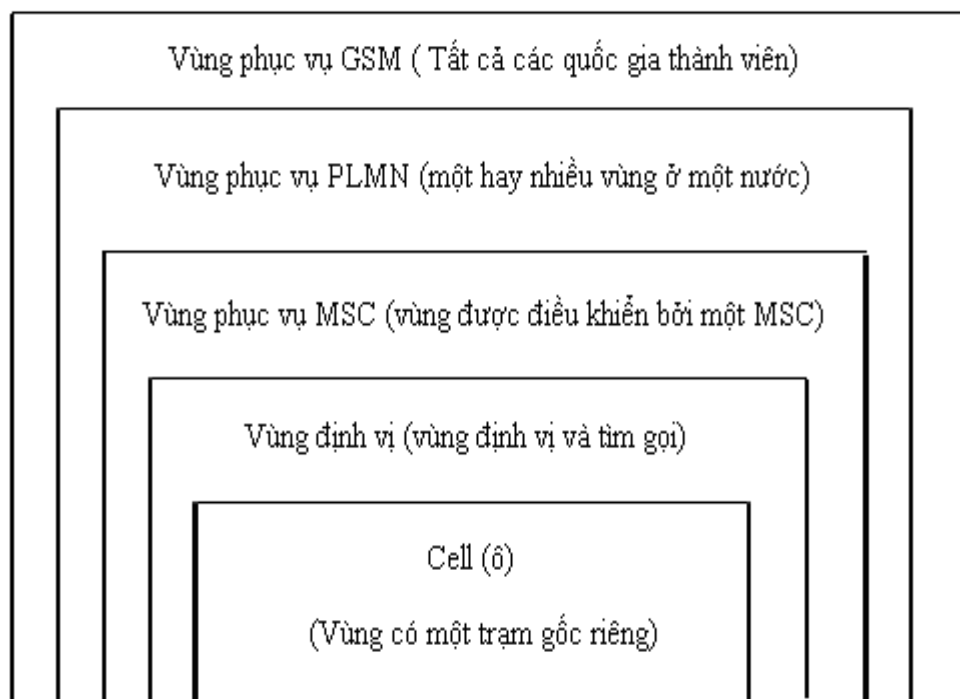 Vùng phục vụ GSM ( Tất cả các quốc gia thành viên)
Vùng phục vụ PLMN (một hay nhiều vùng ở một nước)
Vùng phục vụ MSC (vùng được điều khiển bởi một MSC)
Vùng định vị (vùng định vị và tìm gọi)
Cell (ô)
(Vùng có một trạm gốc riêng)